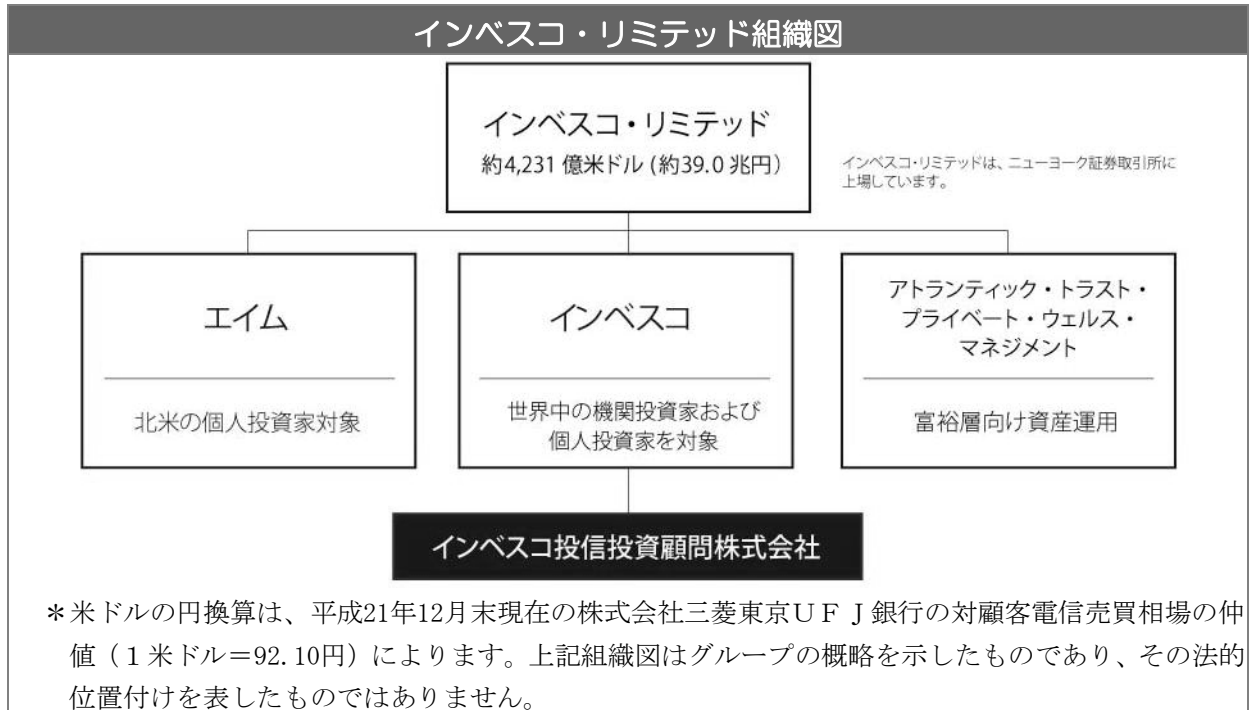 インベスコ・リミテッド組織図
インベスコ・リミテッド
約4,231 億米ドル (約39.0 兆円)
インベスコ・リミテッドは、ニューヨーク証券取引所に
上場しています。
エイム
北米の個人投資家対象
インベスコ
世界中の機関投資家および
個人投資家を対象
アトランティック・トラスト・
プライベート・ウェルス・
マネジメント
富裕層向け資産運用
インベスコ投信投資顧問株式会社
＊米ドルの円換算は、平成21年12月末現在の株式会社三菱東京ＵＦＪ銀行の対顧客電信売買相場の仲
値（１米ドル＝92.10円）によります。上記組織図はグループの概略を示したものであり、その法的
位置付けを表したものではありません。